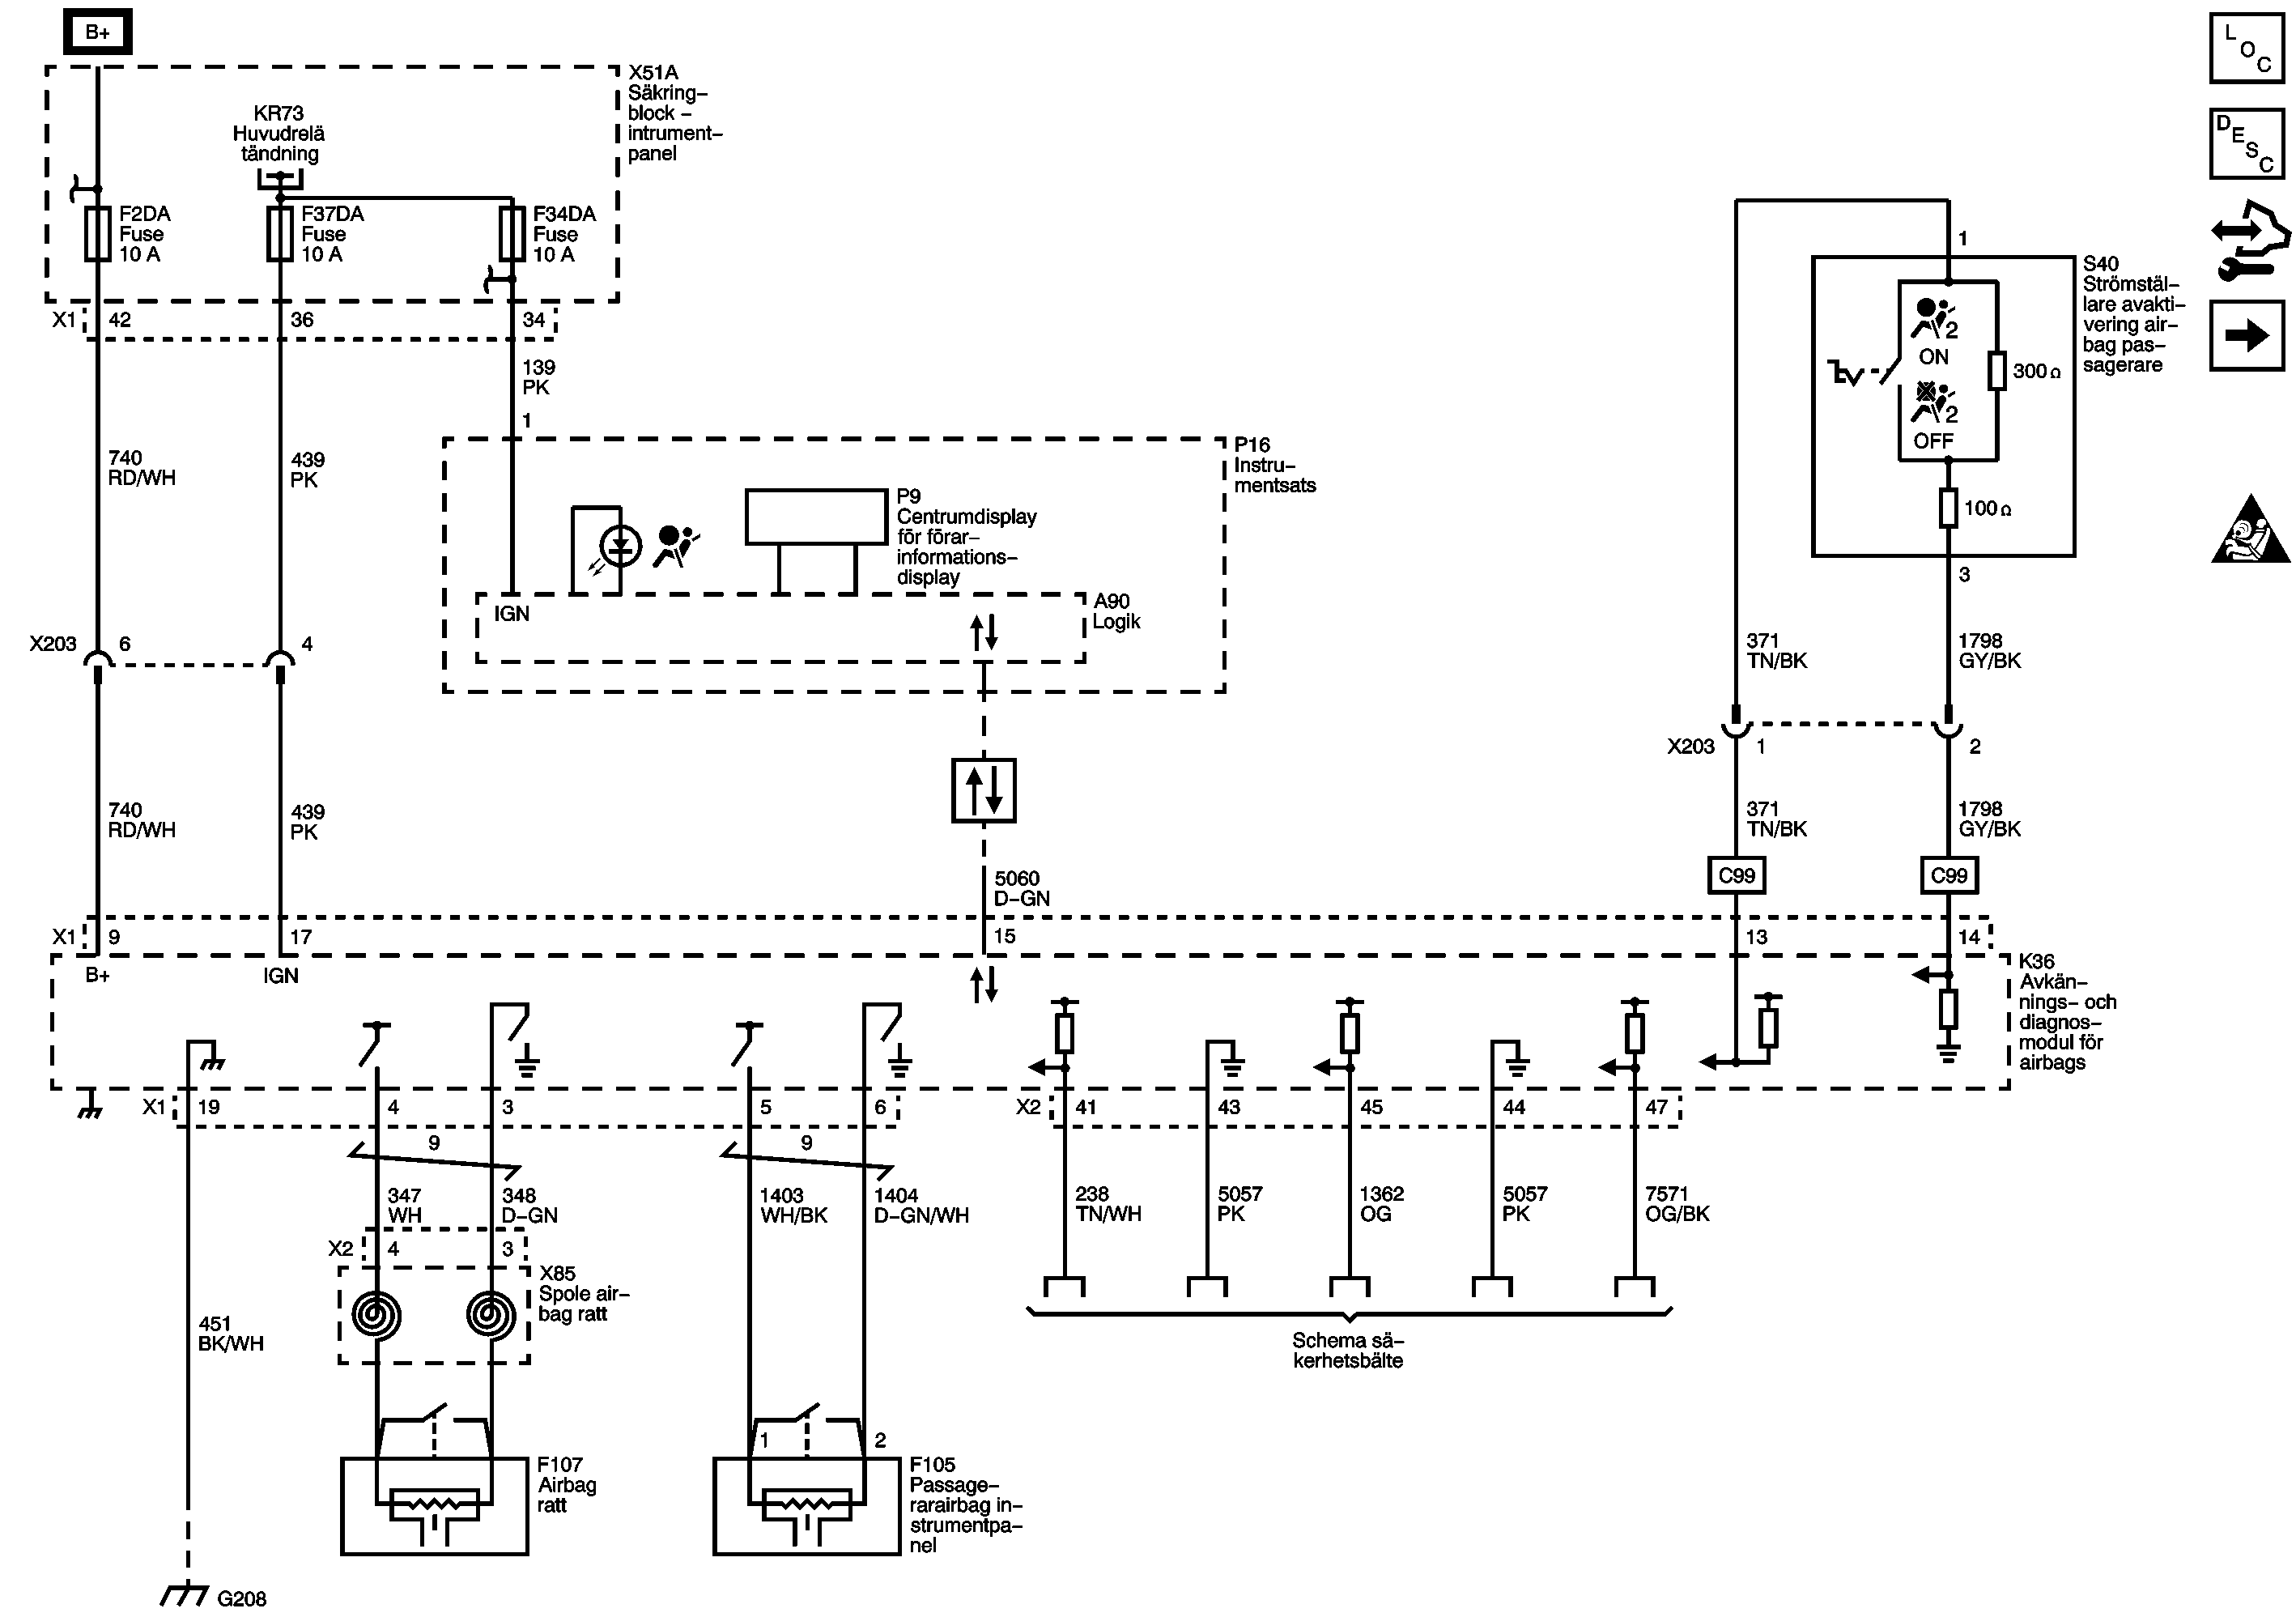 B+
X51A
Säkring–
block –
intrument–
panel
KR73
Huvudrelä
tändning
F2DA
Fuse
10 A
F37DA
Fuse
10 A
F34DA
Fuse
10 A
X1
42
36
34
139
PK
1
740
RD/WH
439
PK
P16
Instru–
mentsats
P9
Centrumdisplay
för förar–
informations–
display
IGN
A90
Logik
X203
6
4
740
RD/WH
439
PK
5060
D–GN
1
S40
Strömstäl–
lare avakti–
vering air–
bag pas–
sagerare
2
ON
2
OFF
300Ω
100Ω
3
371
TN/BK
1798
GY/BK
X203
1
2
371
TN/BK
1798
GY/BK
C99
C99
L
O
C
D
E
S
C
X1
9
17
15
13
14
B+
IGN
K36
Avkän–
nings– och
diagnos–
modul för
airbags
X1
19
4
3
5
6
X2
41
43
45
44
47
9
9
347
WH
348
D–GN
1403
WH/BK
1404
D–GN/WH
238
TN/WH
5057
PK
1362
OG
5057
PK
7571
OG/BK
X2
4
3
X85
Spole air–
bag ratt
451
BK/WH
Schema sä–
kerhetsbälte
1
2
F107
Airbag
ratt
F105
Passage–
rarairbag in–
strumentpa–
nel
G208